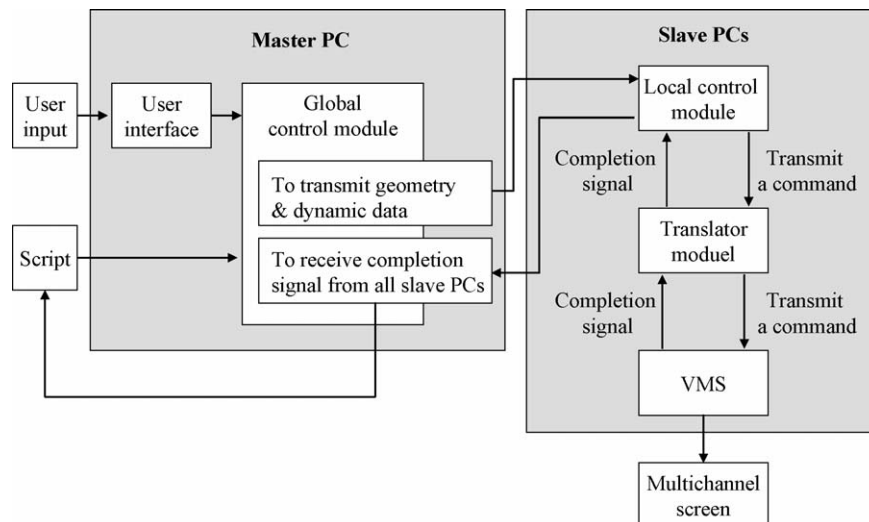 Master PC
Slave PCs
User
input
User
interface
Global
control module
To transmit geometry
& dynamic data
To receive completion
signal from all slave PCs
Script
Local control
module
Completion
signal
Transmit
a command
Translator
moduel
Completion
signal
Transmit
a command
VMS
Multichannel
screen